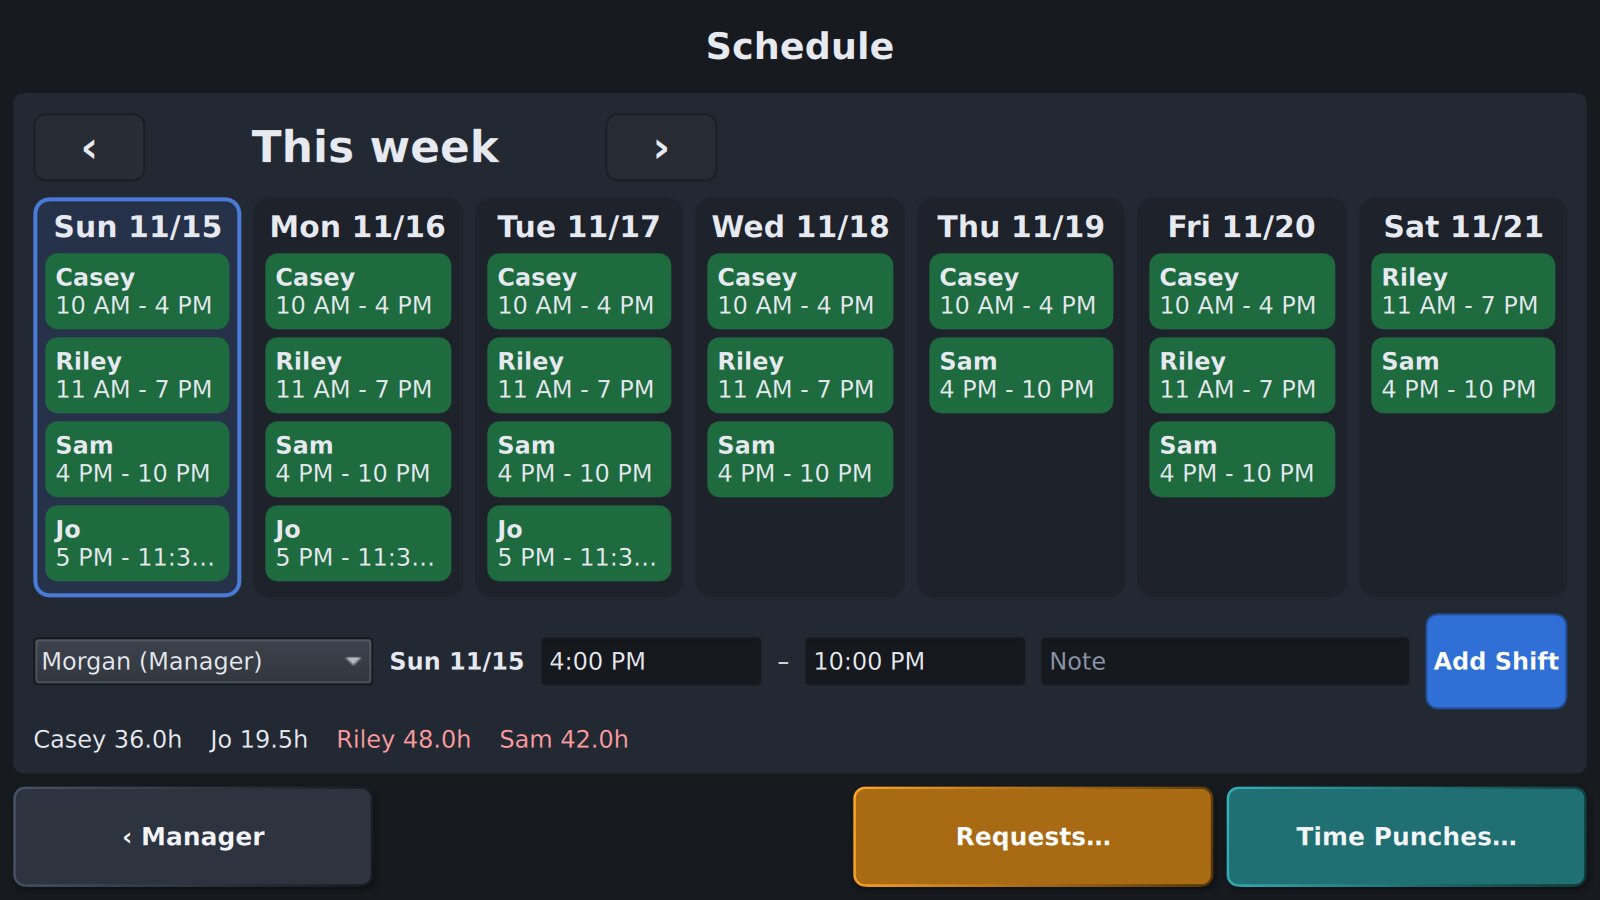 Schedule
‹ This week ›
Sun 11/15
Casey
10 AM - 4 PM
Riley
11 AM - 7 PM
Sam
4 PM - 10 PM
Jo
5 PM - 11:3…
Mon 11/16
Casey
10 AM - 4 PM
Riley
11 AM - 7 PM
Sam
4 PM - 10 PM
Jo
5 PM - 11:3…
Tue 11/17
Casey
10 AM - 4 PM
Riley
11 AM - 7 PM
Sam
4 PM - 10 PM
Jo
5 PM - 11:3…
Wed 11/18
Casey
10 AM - 4 PM
Riley
11 AM - 7 PM
Sam
4 PM - 10 PM
Thu 11/19
Casey
10 AM - 4 PM
Sam
4 PM - 10 PM
Fri 11/20
Casey
10 AM - 4 PM
Riley
11 AM - 7 PM
Sam
4 PM - 10 PM
Sat 11/21
Riley
11 AM - 7 PM
Sam
4 PM - 10 PM
Morgan (Manager) Sun 11/15 4:00 PM – 10:00 PM Note Add Shift
Casey 36.0h Jo 19.5h Riley 48.0h Sam 42.0h
‹ Manager Requests… Time Punches…